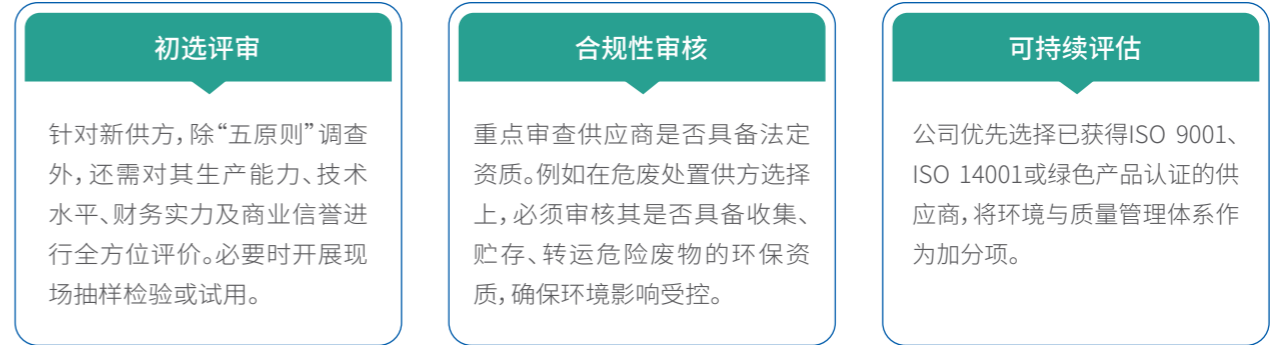 初选评审
针对新供方，除“五原则”调查
外，还需对其生产能力、技术
水平、财务实力及商业信誉进
行全方位评价。必要时开展现
场抽样检验或试用。
合规性审核
重点审查供应商是否具备法定
资质。例如在危废处置供方选择
上，必须审核其是否具备收集、
贮存、转运危险废物的环保资
质，确保环境影响受控。
可持续评估
公司优先选择已获得ISO 9001、
ISO 14001或绿色产品认证的供
应商，将环境与质量管理体系作
为加分项。